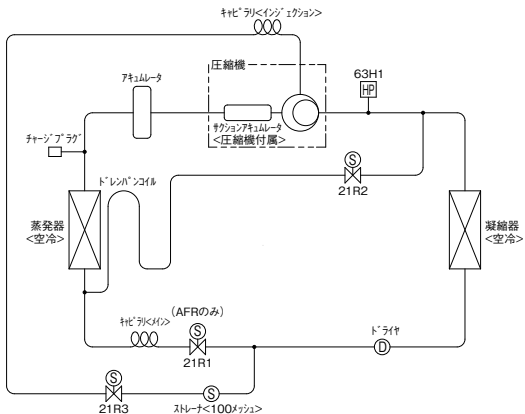 ｷｬﾋﾟﾗﾘ<ｲﾝｼﾞｪｸｼｮﾝ>
圧縮機
63H1
HP
ｱｷｭﾑﾚｰﾀ
ｻｸｼｮﾝｱｷｭﾑﾚｰﾀ
<圧縮機付属>
ﾁｬｰｼﾞﾌﾟﾗｸﾞ
ﾄﾞﾚﾝﾊﾟﾝｺｲﾙ
S
21R2
蒸発器
<空冷>
凝縮器
<空冷>
(AFRのみ)
ｷｬﾋﾟﾗﾘ<ﾒｲﾝ>
S
21R1
ﾄﾞﾗｲﾔ
D
S
21R3
S
ｽﾄﾚｰﾅ<100ﾒｯｼｭ>